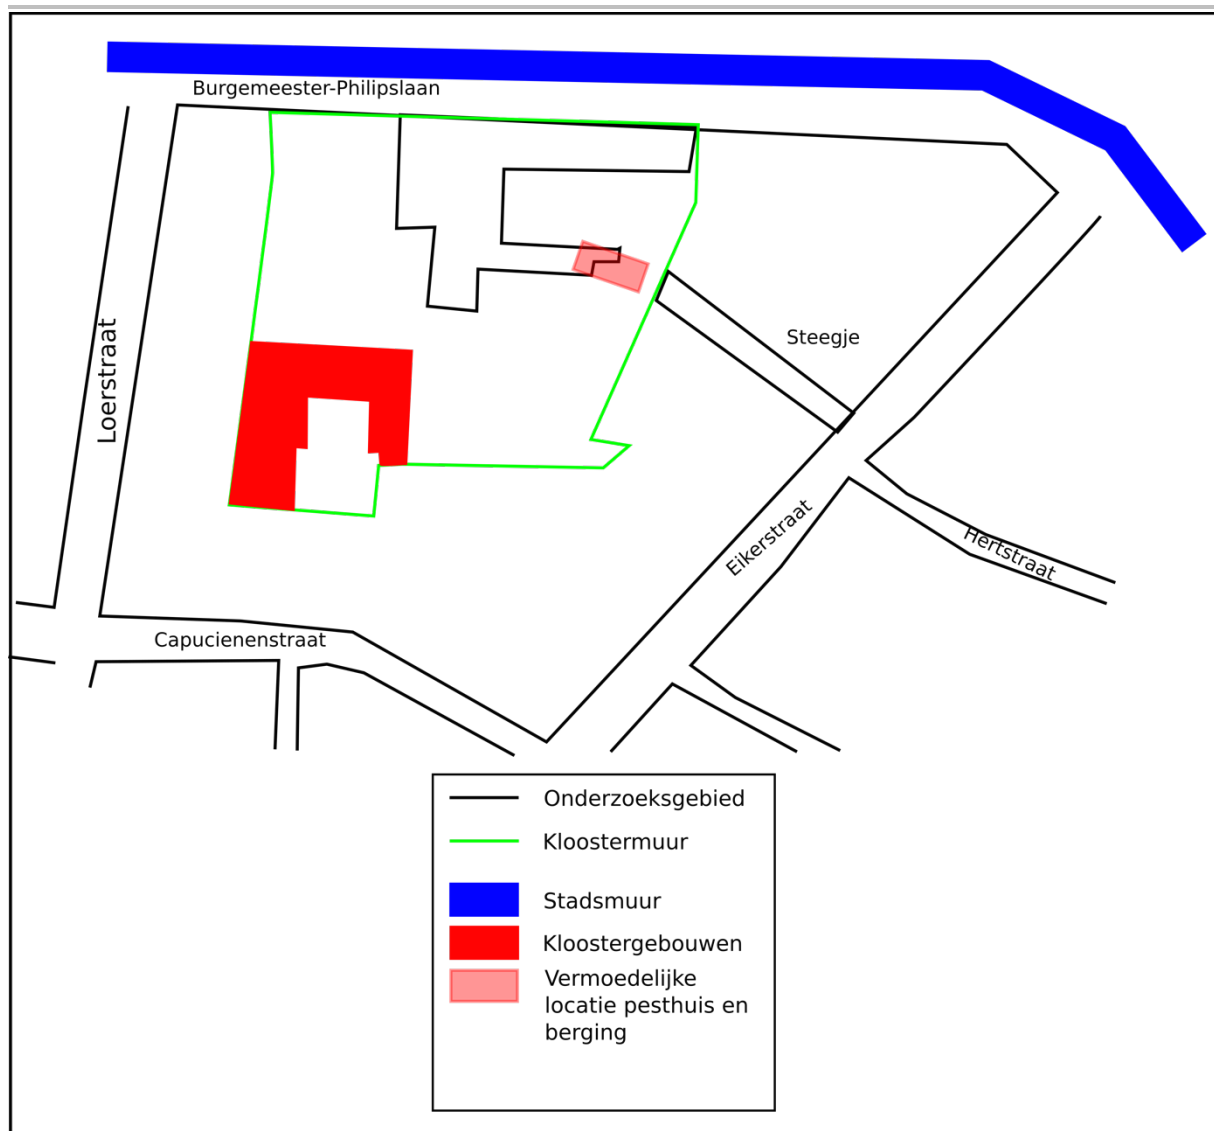 Burgemeester-Philipslaan
Loerstraat
Steegje
Eikerstraat
Hertstraat
Capucienenstraat
Onderzoeksgebied
Kloostermuur
Stadsmuur
Kloostergebouwen
Vermoedelijke
locatie pesthuis en
berging